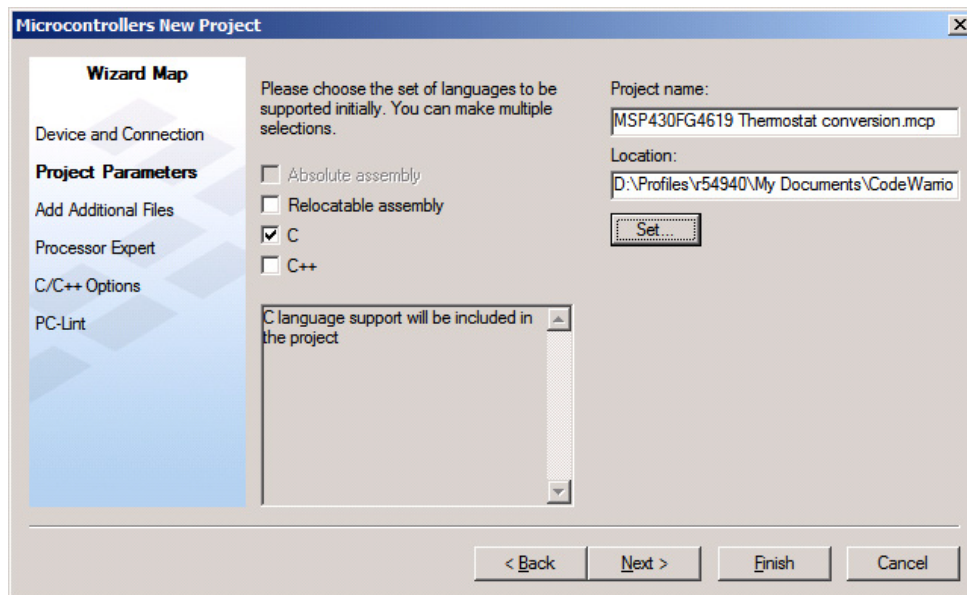 Microcontrollers New Project
Wizard Map
Device and Connection
Project Parameters
Add Additional Files
Processor Expert
C/C++ Options
PC-Lint
Please choose the set of languages to be
supported initially. You can make multiple
selections.
Absolute assembly
Relocatable assembly
C
C++
C language support will be included in
the project
Project name:
MSP430FG4619 Thermostat conversion.mcp
Location:
D:\Profiles\r54940\My Documents\CodeWarrio
Set...
< Back
Next >
Finish
Cancel